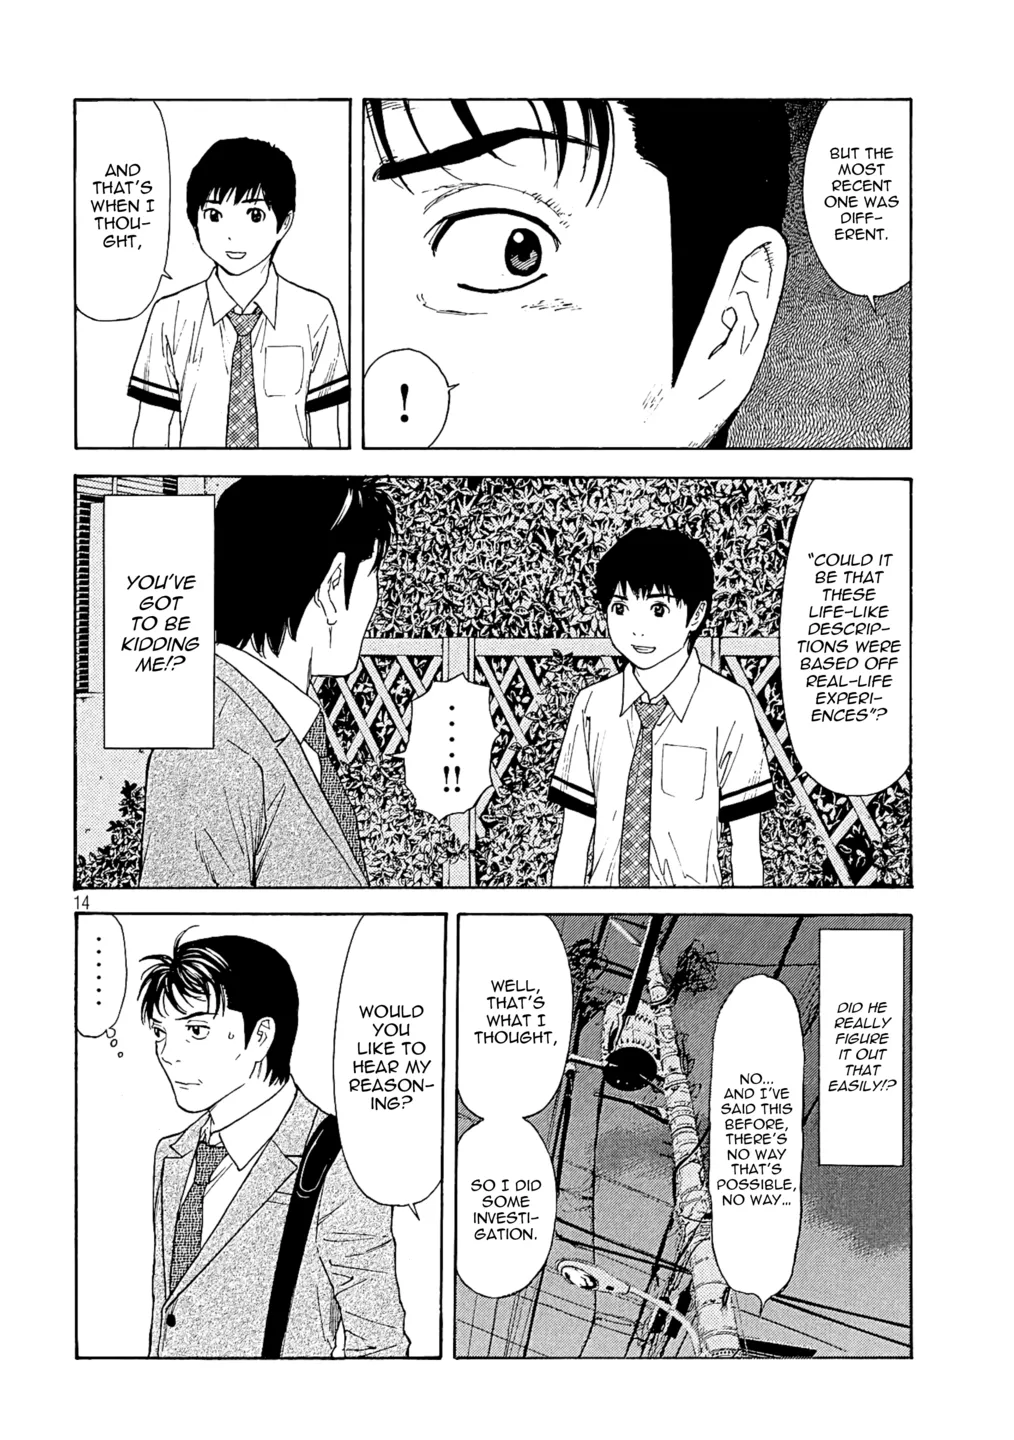 BUT THE
MOST
RECENT
ONE WAS
DIFF-
ERENT.
!
AND
THAT'S
WHEN I
THOU-
GHT,
"COULD IT
BE THAT
THESE
LIFE-LIKE
DESCRIP-
TIONS WERE
BASED OFF
REAL-LIFE
EXPERI-
ENCES"?
......!!
YOU'VE
GOT
TO BE
KIDDING
ME!?
14
DID HE
REALLY
FIGURE
IT OUT
THAT
EASILY!?
NO...
AND I'VE
SAID THIS
BEFORE,
THERE'S
NO WAY
THAT'S
POSSIBLE,
NO WAY...
WELL,
THAT'S
WHAT I
THOUGHT,
SO I DID
SOME
INVESTI-
GATION.
WOULD
YOU
LIKE TO
HEAR MY
REASON-
ING?
......